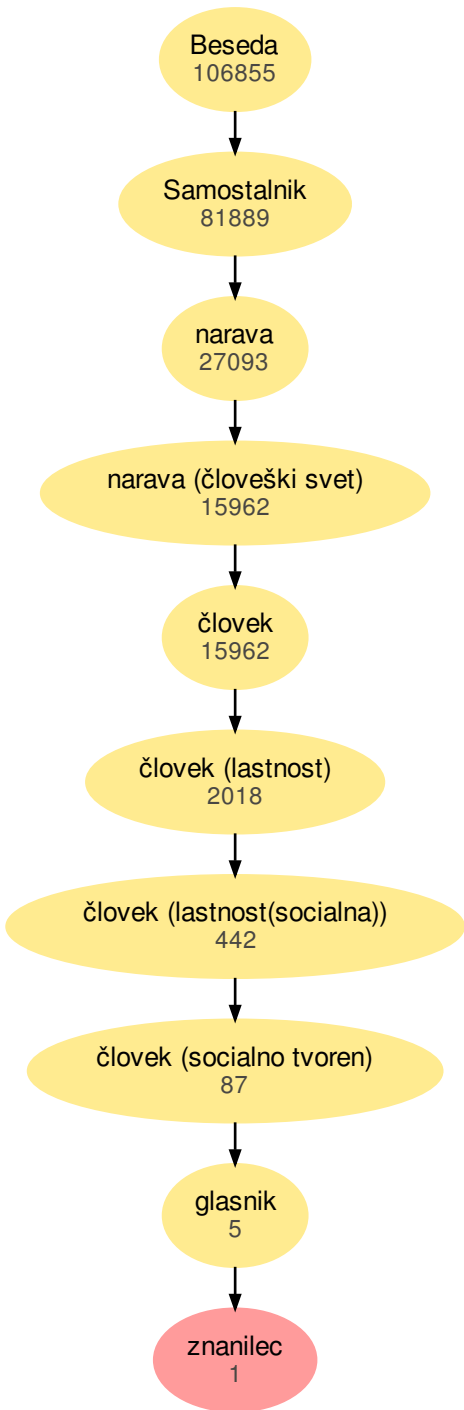 Beseda
106855
Samostalnik
81889
narava
27093
narava (človeški svet)
15962
človek
15962
človek (lastnost)
2018
človek (lastnost(socialna))
442
človek (socialno tvoren)
87
glasnik
5
znanilec
1